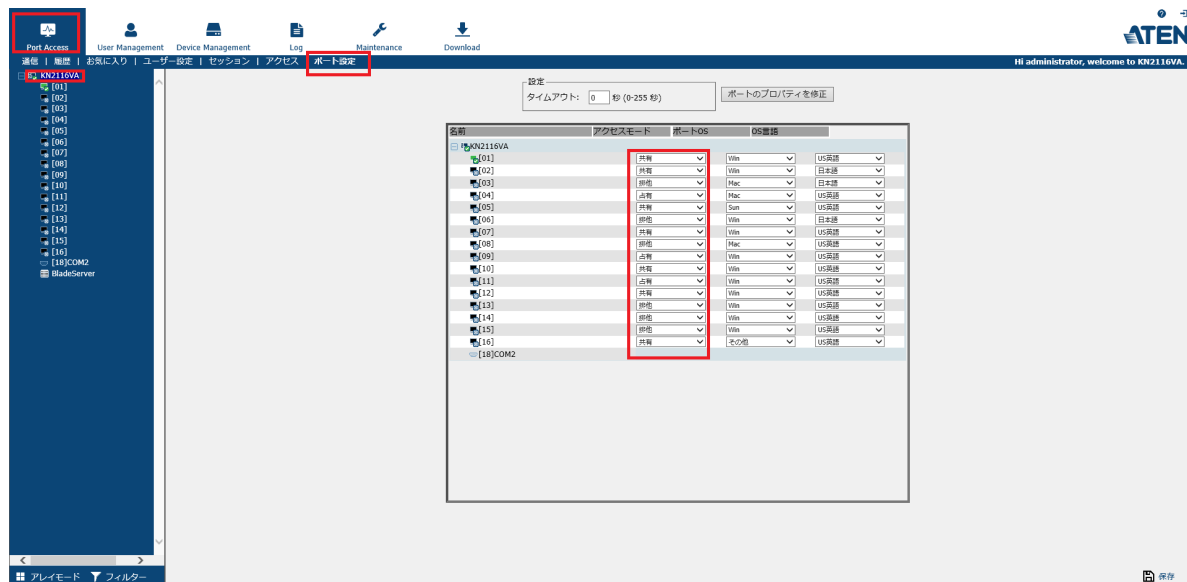 Port Access
User Management
Device Management
Log
Maintenance
Download
ATEN
通信 | 履歴 | お気に入り | ユーザー設定 | セッション | アクセス | ポート設定
Hi administrator, welcome to KN2116VA.
KN2116VA
[01]
[02]
[03]
[04]
[05]
[06]
[07]
[08]
[09]
[10]
[11]
[12]
[13]
[14]
[15]
[16]
[18]COM2
BladeServer
設定
タイムアウト: 0 秒 (0-255 秒)
ポートのプロパティを修正
名前 アクセスモード ポートOS OS言語
KN2116VA
[01] 共有 Win US英語
[02] 共有 Win 日本語
[03] 排他 Mac 日本語
[04] 占有 Mac US英語
[05] 共有 Sun US英語
[06] 排他 Win 日本語
[07] 共有 Win US英語
[08] 排他 Mac US英語
[09] 占有 Win US英語
[10] 共有 Win US英語
[11] 占有 Win US英語
[12] 共有 Win US英語
[13] 排他 Win US英語
[14] 排他 Win US英語
[15] 排他 Win US英語
[16] 共有 その他 US英語
[18]COM2
アレイモード フィルター
保存